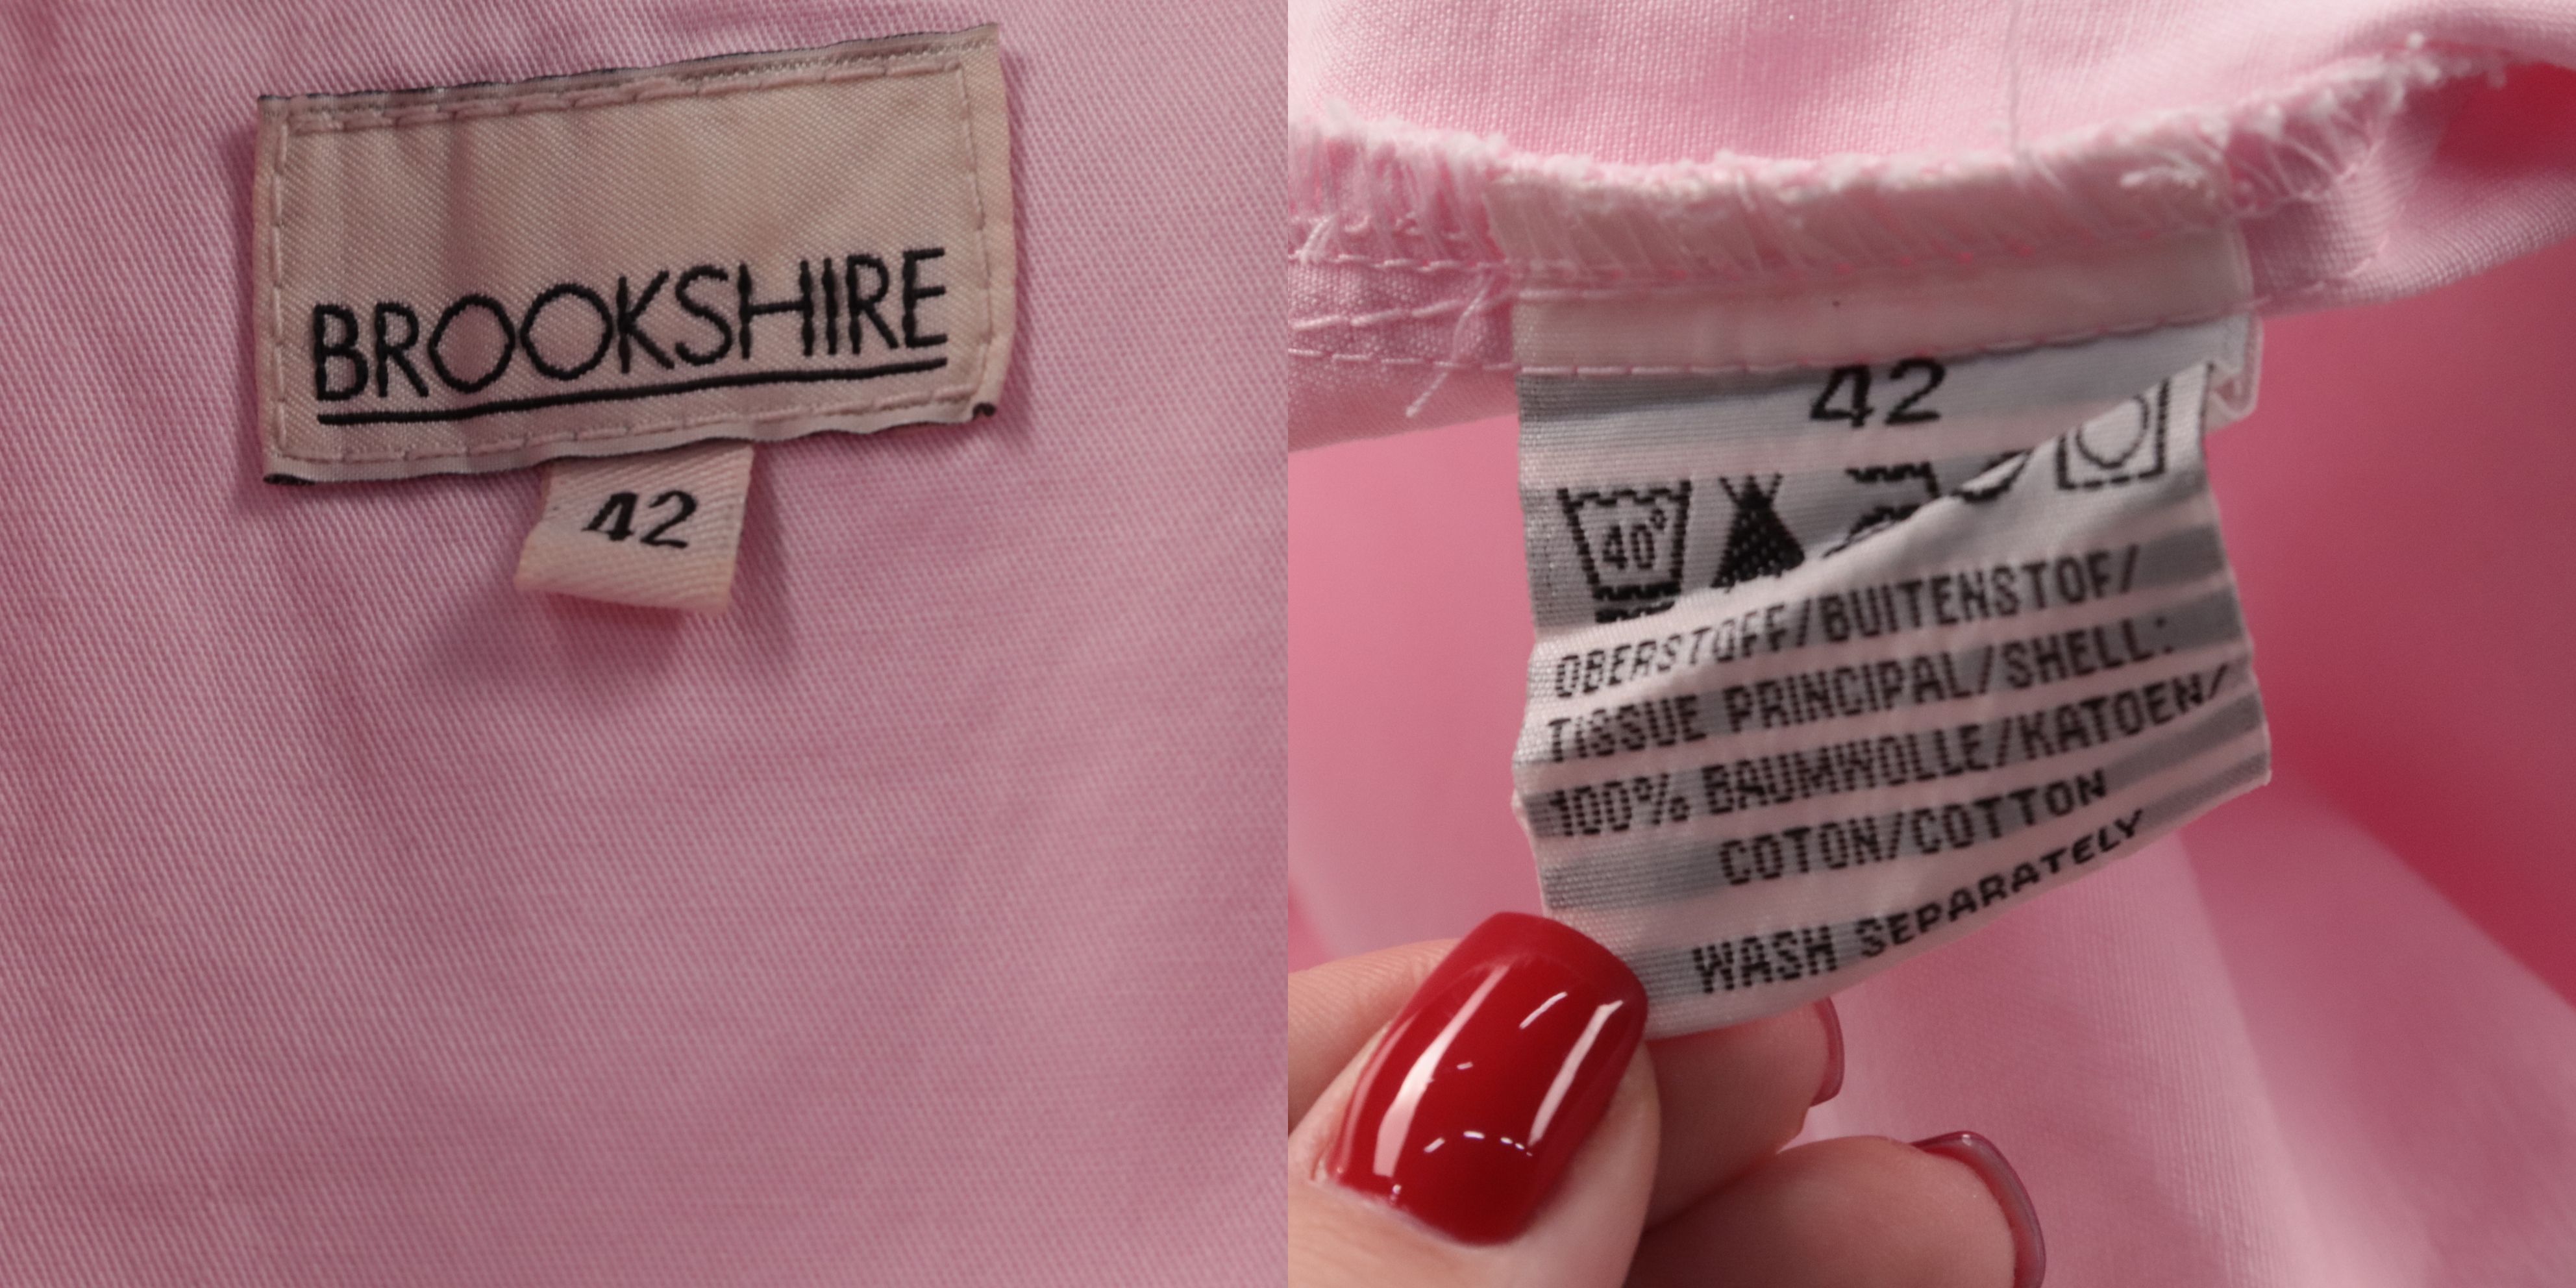 BROOKSHIRE
42
42
40°
OBERSTOFF/BUITENSTOF/
TISSUE PRINCIPAL/SHELL:
100% BAUMWOLLE/KATOEN/
COTON/COTTON
WASH SEPARATELY